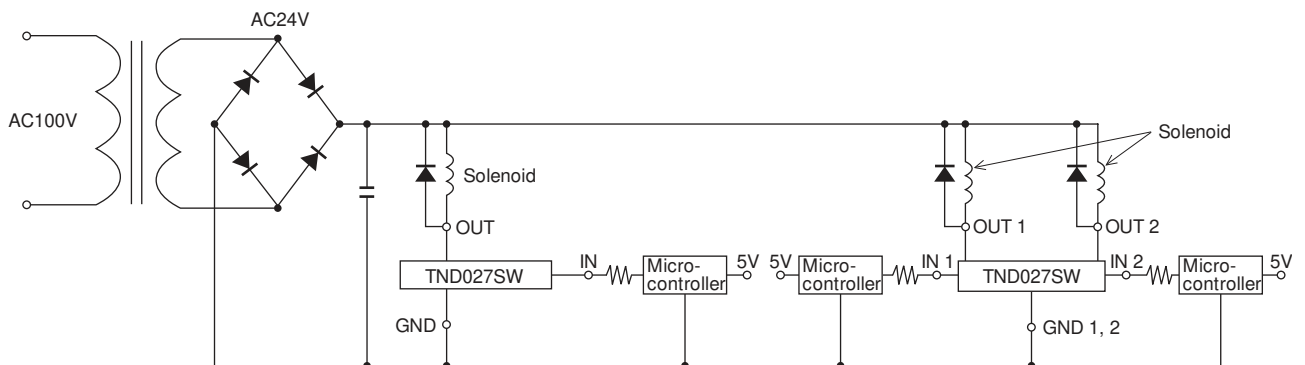 AC24V
AC100V
Solenoid
Solenoid
OUT
OUT 1
OUT 2
TND027SW
IN
Micro-
controller
5V
5V
Micro-
controller
IN 1
TND027SW
IN 2
Micro-
controller
5V
GND
GND 1, 2